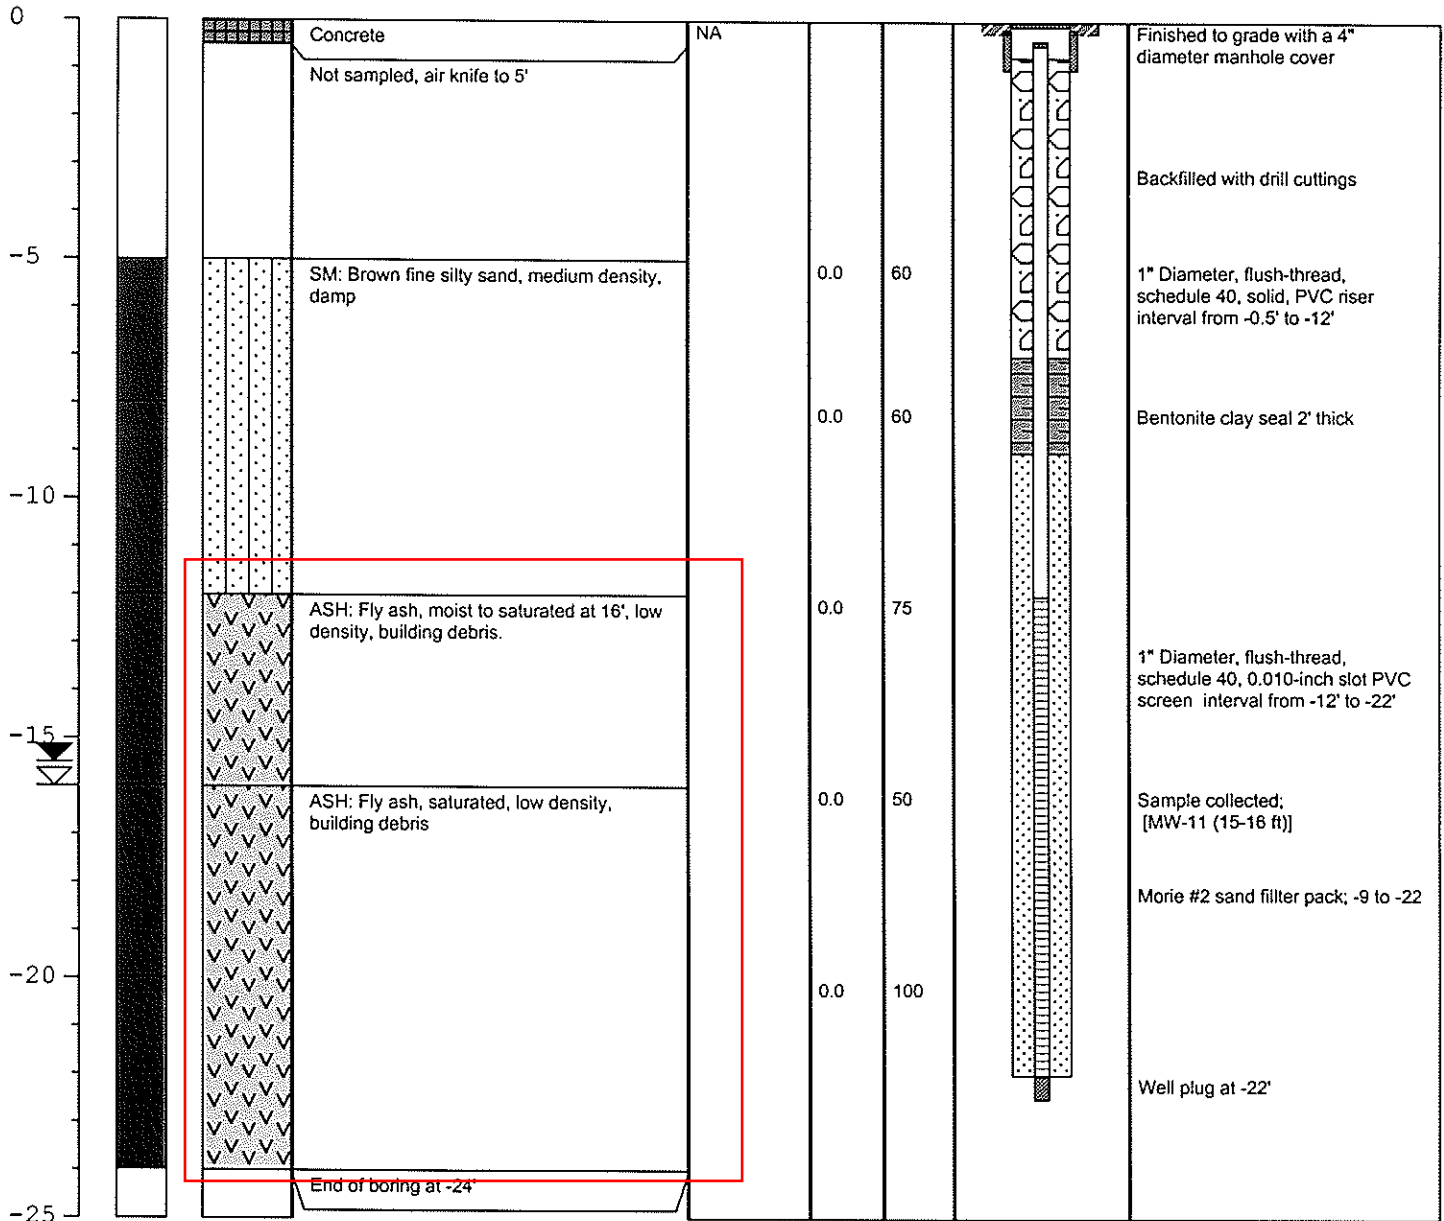 0
Concrete
NA
Finished to grade with a 4"
diameter manhole cover
Not sampled, air knife to 5'
Backfilled with drill cuttings
-5
SM: Brown fine silty sand, medium density,
damp
0.0
60
1" Diameter, flush-thread,
schedule 40, solid, PVC riser
interval from -0.5' to -12'
0.0
60
Bentonite clay seal 2' thick
-10
ASH: Fly ash, moist to saturated at 16', low
density, building debris.
0.0
75
1" Diameter, flush-thread,
schedule 40, 0.010-inch slot PVC
screen interval from -12' to -22'
-15
ASH: Fly ash, saturated, low density,
building debris
0.0
50
Sample collected;
[MW-11 (15-16 ft)]
Morie #2 sand fillter pack; -9 to -22
-20
0.0
100
Well plug at -22'
End of boring at -24'
-25